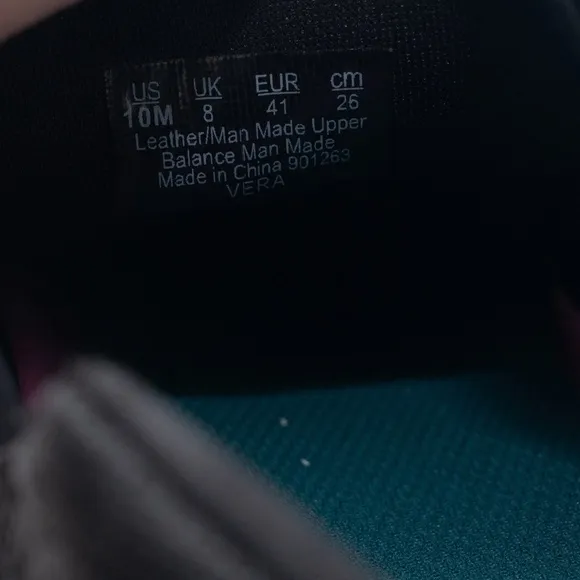 US UK EUR cm
10M 8 41 26
Leather/Man Made Upper
Balance Man Made
Made in China 901263
VERA